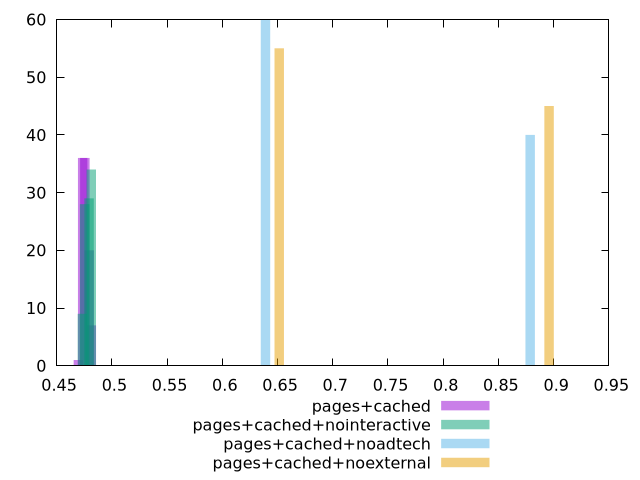 60
50
40
30
20
10
0
0.45 0.5 0.55 0.6 0.65 0.7 0.75 0.8 0.85 0.9 0.95
pages+cached
pages+cached+nointeractive
pages+cached+noadtech
pages+cached+noexternal